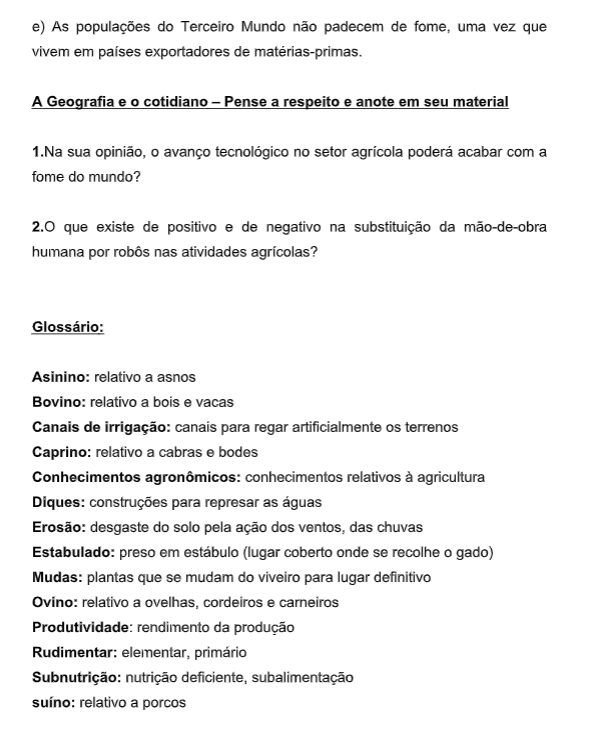 e) As populações do Terceiro Mundo não padecem de fome, uma vez que
vivem em países exportadores de matérias-primas.
A Geografia e o cotidiano – Pense a respeito e anote em seu material
1.Na sua opinião, o avanço tecnológico no setor agrícola poderá acabar com a
fome do mundo?
2.O que existe de positivo e de negativo na substituição da mão-de-obra
humana por robôs nas atividades agrícolas?
Glossário:
Asinino: relativo a asnos
Bovino: relativo a bois e vacas
Canais de irrigação: canais para regar artificialmente os terrenos
Caprino: relativo a cabras e bodes
Conhecimentos agronômicos: conhecimentos relativos à agricultura
Diques: construções para represar as águas
Erosão: desgaste do solo pela ação dos ventos, das chuvas
Estabulado: preso em estábulo (lugar coberto onde se recolhe o gado)
Mudas: plantas que se mudam do viveiro para lugar definitivo
Ovino: relativo a ovelhas, cordeiros e carneiros
Produtividade: rendimento da produção
Rudimentar: elementar, primário
Subnutrição: nutrição deficiente, subalimentação
suíno: relativo a porcos